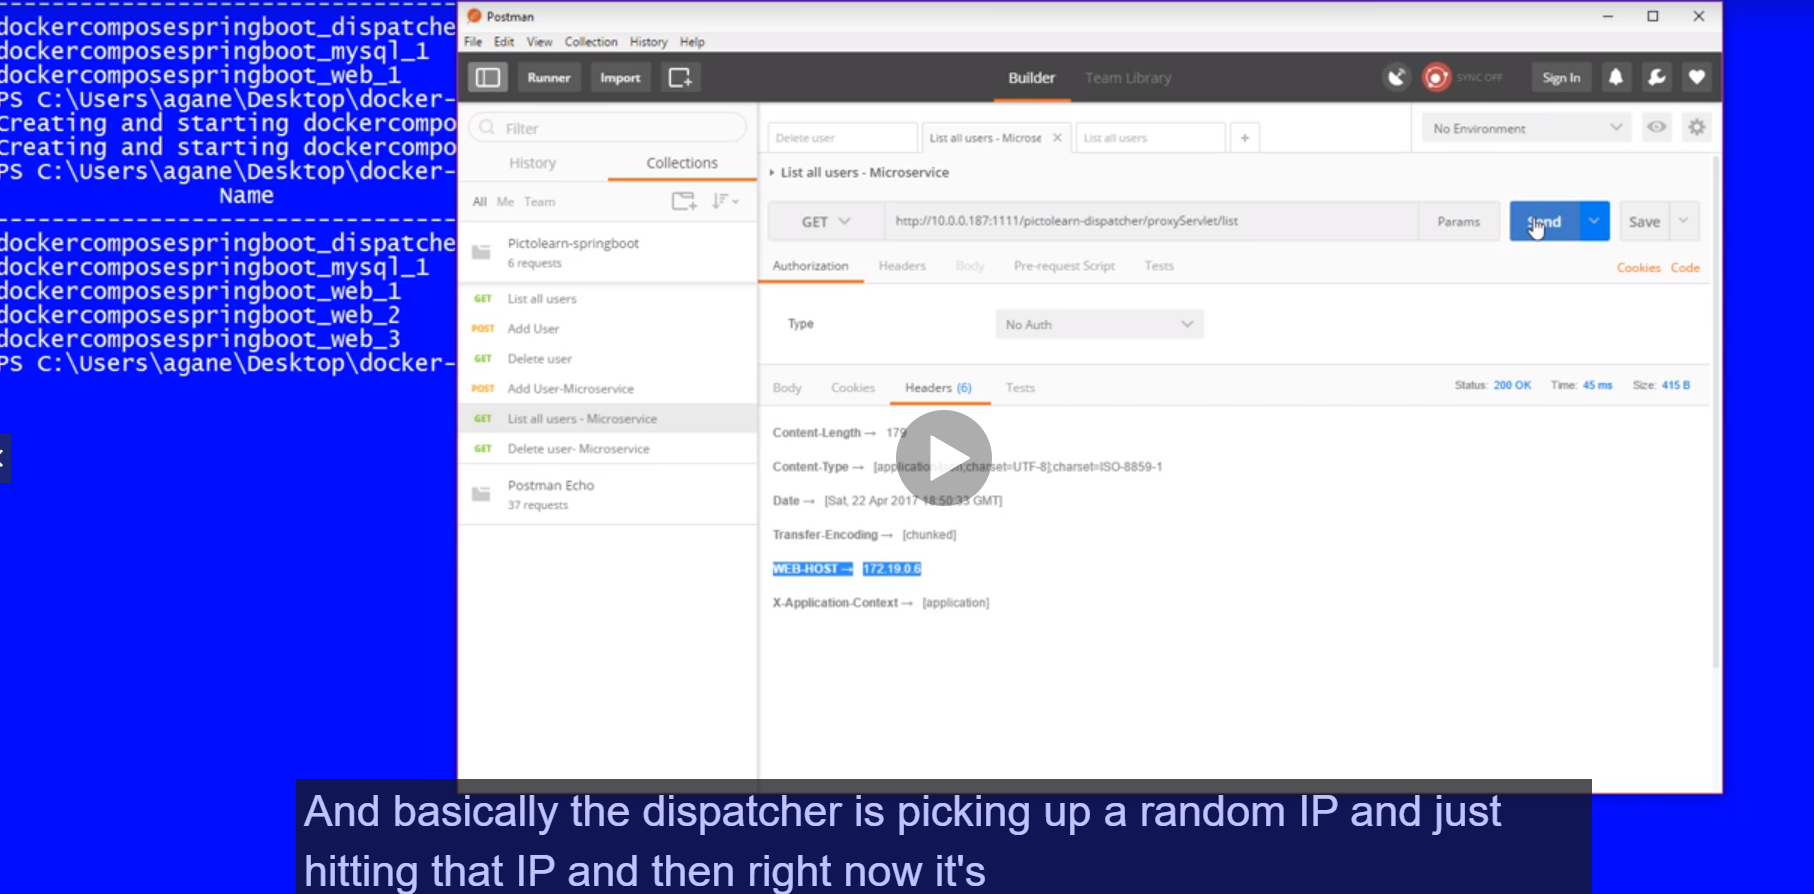 dockercomposespringboot_dispatche
dockercomposespringboot_mysql_1
dockercomposespringboot_web_1
PS C:\Users\agane\Desktop\docker-
Creating and starting dockercompo
Creating and starting dockercompo
PS C:\Users\agane\Desktop\docker-
Name
dockercomposespringboot_dispatche
dockercomposespringboot_mysql_1
dockercomposespringboot_web_1
dockercomposespringboot_web_2
dockercomposespringboot_web_3
PS C:\Users\agane\Desktop\docker-
Postman
File Edit View Collection History Help
Runner Import Builder Team Library SYNC OFF Sign In
Filter
History Collections
All Me Team
Pictolearn-springboot
6 requests
GET List all users
POST Add User
GET Delete user
POST Add User-Microservice
GET List all users - Microservice
GET Delete user- Microservice
Postman Echo
37 requests
Delete user List all users - Microse List all users + No Environment
List all users - Microservice
GET http://10.0.0.187:1111/pictolearn-dispatcher/proxyServlet/list Params Send Save
Authorization Headers Body Pre-request Script Tests Cookies Code
Type No Auth
Body Cookies Headers (6) Tests Status: 200 OK Time: 45 ms Size: 415 B
Content-Length → 179
Content-Type → [application/json;charset=UTF-8];charset=ISO-8859-1
Date → [Sat, 22 Apr 2017 18:50:33 GMT]
Transfer-Encoding → [chunked]
WEB-HOST → 172.19.0.6
X-Application-Context → [application]
And basically the dispatcher is picking up a random IP and just
hitting that IP and then right now it's